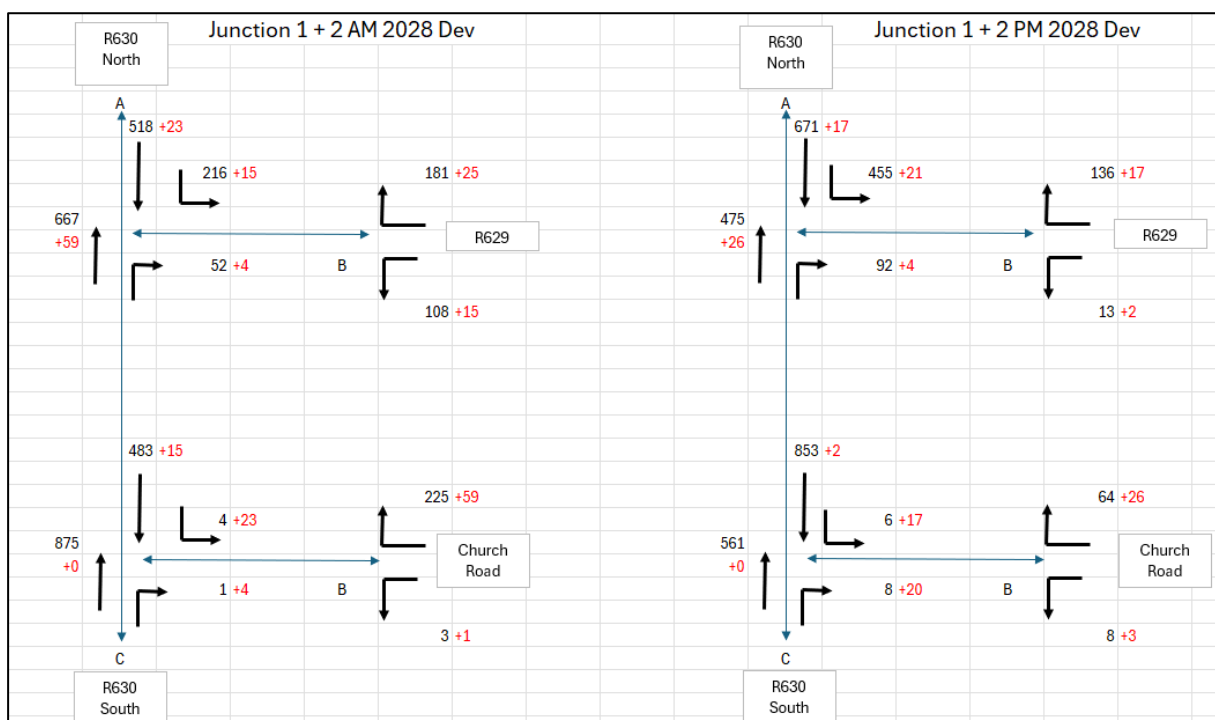 Junction 1 + 2 AM 2028 Dev
R630
North
A
518 +23
216 +15
181 +25
667
+59
R629
52 +4
B
108 +15
483 +15
225 +59
4 +23
875
+0
Church
Road
1 +4
B
3 +1
C
R630
South
Junction 1 + 2 PM 2028 Dev
R630
North
A
671 +17
455 +21
136 +17
475
+26
R629
92 +4
B
13 +2
853 +2
64 +26
6 +17
561
+0
Church
Road
8 +20
B
8 +3
C
R630
South